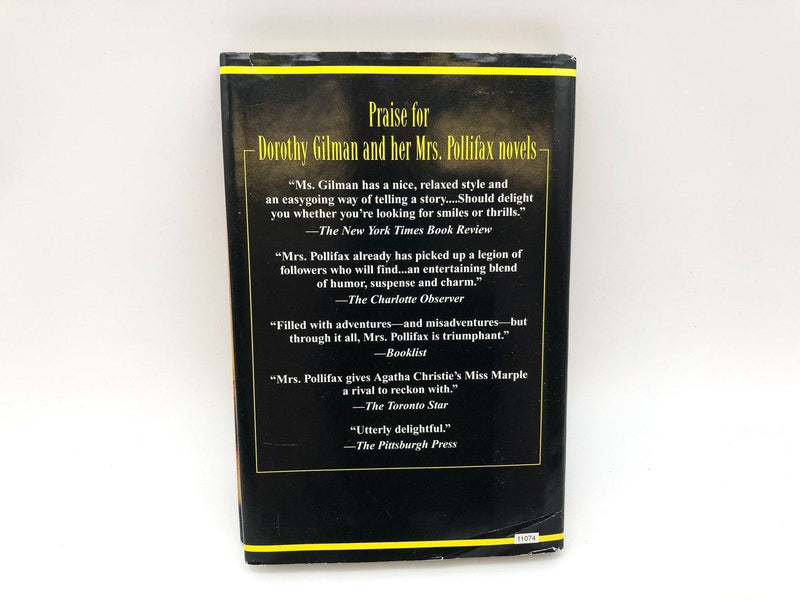 Praise for
Dorothy Gilman and her Mrs. Pollifax novels
“Ms. Gilman has a nice, relaxed style and
an easygoing way of telling a story....Should delight
you whether you’re looking for smiles or thrills.”
—The New York Times Book Review
“Mrs. Pollifax already has picked up a legion of
followers who will find...an entertaining blend
of humor, suspense and charm.”
—The Charlotte Observer
“Filled with adventures—and misadventures—but
through it all, Mrs. Pollifax is triumphant.”
—Booklist
“Mrs. Pollifax gives Agatha Christie’s Miss Marple
a rival to reckon with.”
—The Toronto Star
“Utterly delightful.”
—The Pittsburgh Press
11074